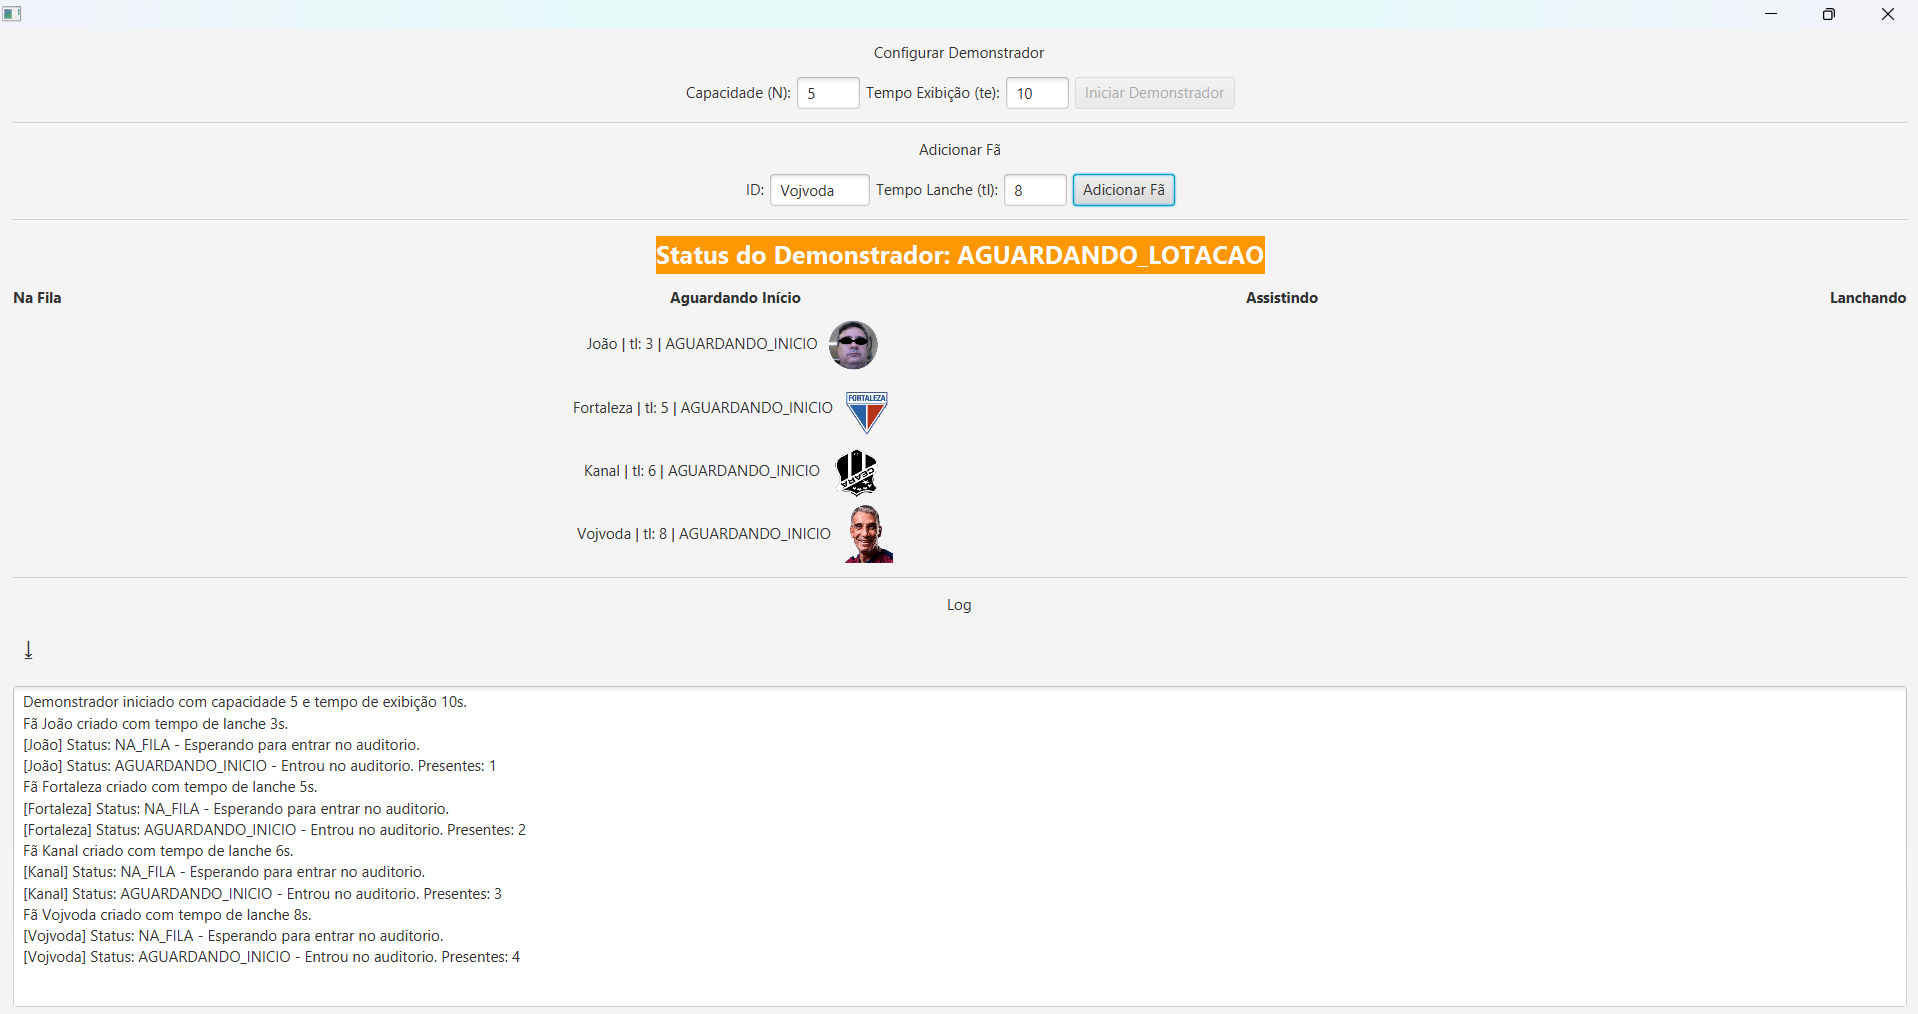 Configurar Demonstrador
Capacidade (N): 5 Tempo Exibição (te): 10 Iniciar Demonstrador
Adicionar Fã
ID: Vojvoda Tempo Lanche (tl): 8 Adicionar Fã
Status do Demonstrador: AGUARDANDO_LOTACAO
Na Fila Aguardando Início Assistindo Lanchando
João | tl: 3 | AGUARDANDO_INICIO
Fortaleza | tl: 5 | AGUARDANDO_INICIO FORTALEZA
Kanal | tl: 6 | AGUARDANDO_INICIO CEARÁ
Vojvoda | tl: 8 | AGUARDANDO_INICIO
Log
Demonstrador iniciado com capacidade 5 e tempo de exibição 10s.
Fã João criado com tempo de lanche 3s.
[João] Status: NA_FILA - Esperando para entrar no auditorio.
[João] Status: AGUARDANDO_INICIO - Entrou no auditorio. Presentes: 1
Fã Fortaleza criado com tempo de lanche 5s.
[Fortaleza] Status: NA_FILA - Esperando para entrar no auditorio.
[Fortaleza] Status: AGUARDANDO_INICIO - Entrou no auditorio. Presentes: 2
Fã Kanal criado com tempo de lanche 6s.
[Kanal] Status: NA_FILA - Esperando para entrar no auditorio.
[Kanal] Status: AGUARDANDO_INICIO - Entrou no auditorio. Presentes: 3
Fã Vojvoda criado com tempo de lanche 8s.
[Vojvoda] Status: NA_FILA - Esperando para entrar no auditorio.
[Vojvoda] Status: AGUARDANDO_INICIO - Entrou no auditorio. Presentes: 4